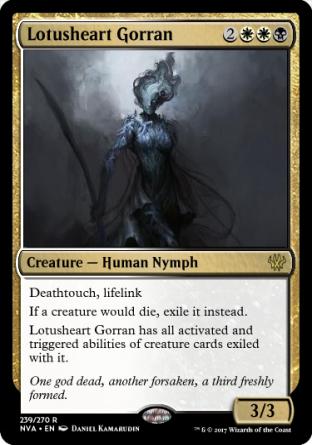 Lotusheart Gorran 2
Creature — Human Nymph
Deathtouch, lifelink
If a creature would die, exile it instead.
Lotusheart Gorran has all activated and
triggered abilities of creature cards exiled
with it.
One god dead, another forsaken, a third freshly
formed.
3/3
239/270 R
NVA • EN Daniel Kamarudin
™ & © 2017 Wizards of the Coast